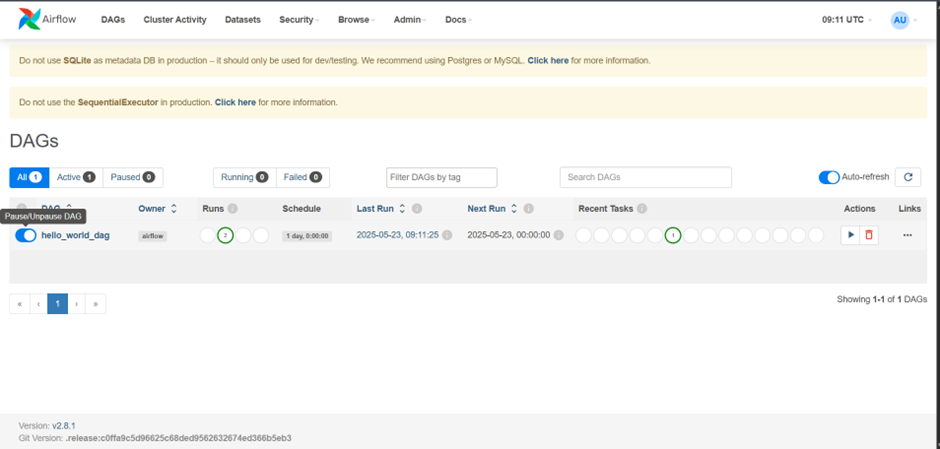 Airflow DAGs Cluster Activity Datasets Security Browse Admin Docs 09:11 UTC AU
Do not use SQLite as metadata DB in production – it should only be used for dev/testing. We recommend using Postgres or MySQL. Click here for more information.
Do not use the SequentialExecutor in production. Click here for more information.
DAGs
All 1 Active 1 Paused 0 Running 0 Failed 0 Filter DAGs by tag Search DAGs Auto-refresh
DAG Owner Runs Schedule Last Run Next Run Recent Tasks Actions Links
Pause/Unpause DAG
hello_world_dag airflow 2 1 day, 0:00:00 2025-05-23, 09:11:25 2025-05-23, 00:00:00 1
« ‹ 1 › »
Showing 1-1 of 1 DAGs
Version: v2.8.1
Git Version: .release:c0ffa9c5d96625c68ded9562632674ed366b5eb3